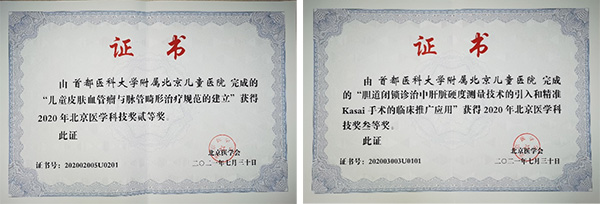 证书
由 首都医科大学附属北京儿童医院 完成的
“儿童皮肤血管瘤与脉管畸形治疗规范的建立”获得
2020年北京医学科技奖贰等奖。
此证
北京医学会
证书号：202002005U0201
二〇二一年七月三十日
证书
由 首都医科大学附属北京儿童医院 完成
的“胆道闭锁诊治中肝脏硬度测量技术的引入和精准
Kasai 手术的临床推广应用”获得2020年北京医学科
技奖叁等奖。
此证
北京医学会
证书号：202003003U0101
二〇二一年七月三十日